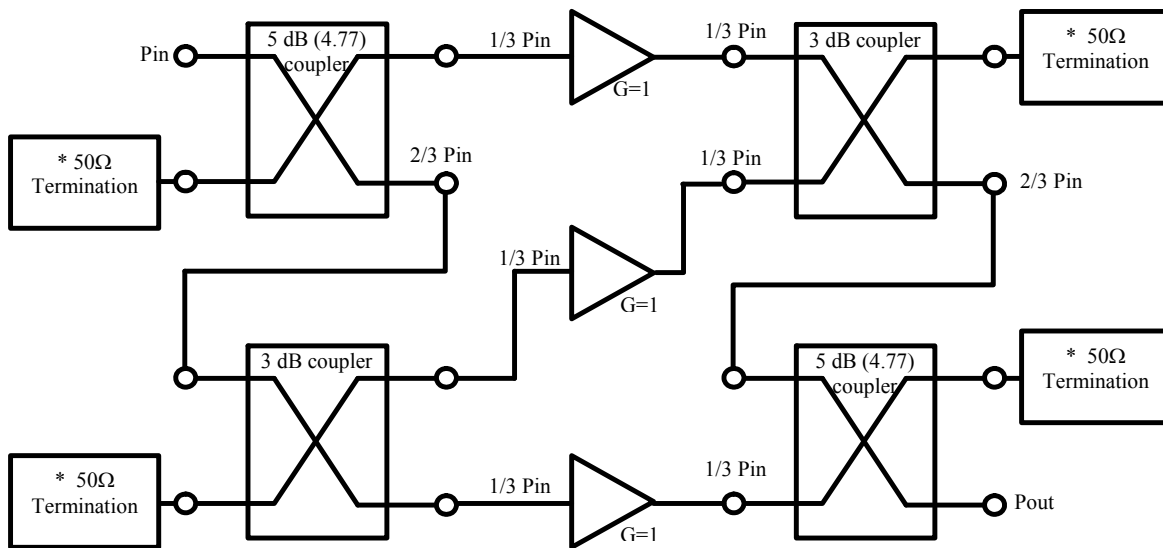 Pin
5 dB (4.77)
coupler
1/3 Pin
G=1
1/3 Pin
3 dB coupler
* 50Ω
Termination
* 50Ω
Termination
2/3 Pin
1/3 Pin
2/3 Pin
1/3 Pin
G=1
3 dB coupler
5 dB (4.77)
coupler
* 50Ω
Termination
* 50Ω
Termination
1/3 Pin
G=1
1/3 Pin
Pout